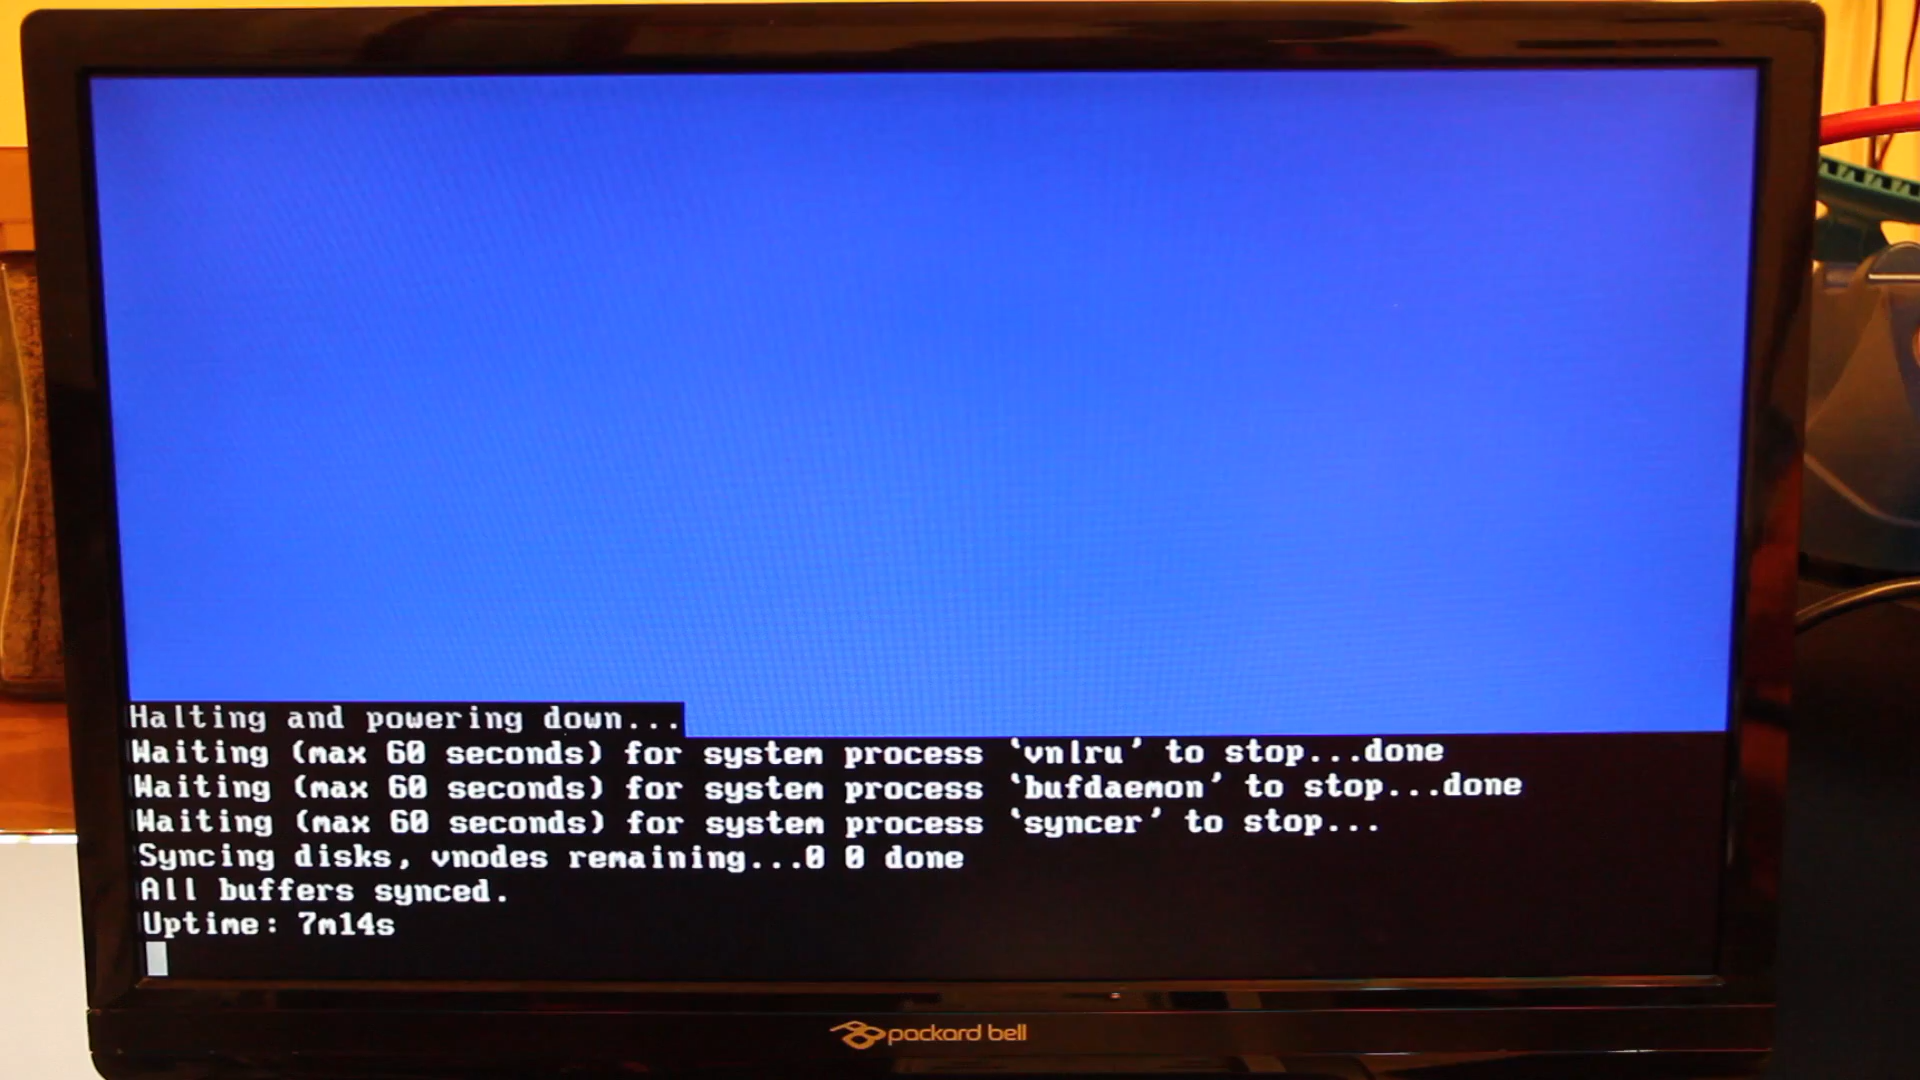 Halting and powering down...
Waiting (max 60 seconds) for system process `vnlru' to stop...done
Waiting (max 60 seconds) for system process `bufdaemon' to stop...done
Waiting (max 60 seconds) for system process `syncer' to stop...
Syncing disks, vnodes remaining...0 0 done
All buffers synced.
Uptime: 7m14s
packard bell